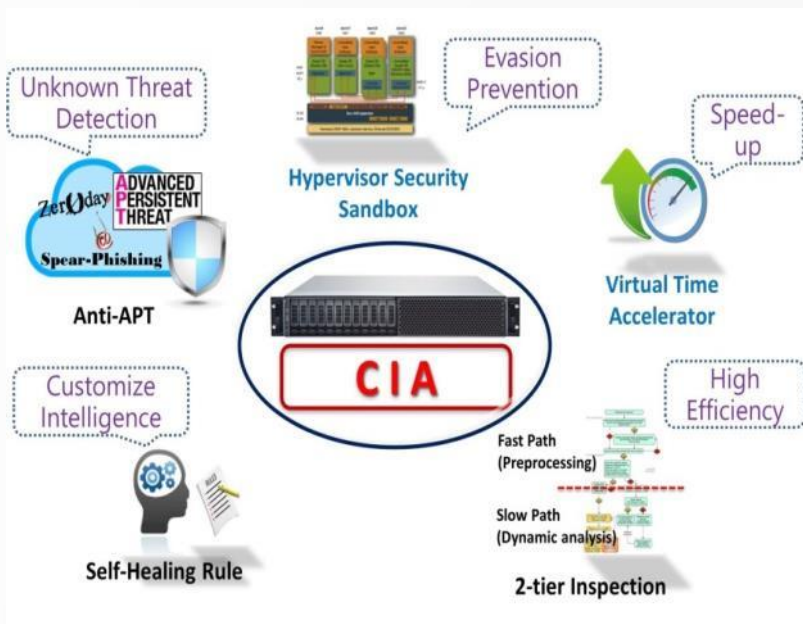 Unknown Threat
Detection
Evasion
Prevention
Speed-
up
Zer0day
ADVANCED
PERSISTENT
THREAT
Spear-Phishing
Anti-APT
Hypervisor Security
Sandbox
Virtual Time
Accelerator
CIA
Customize
Intelligence
High
Efficiency
Fast Path
(Preprocessing)
Slow Path
(Dynamic analysis)
Self-Healing Rule
2-tier Inspection